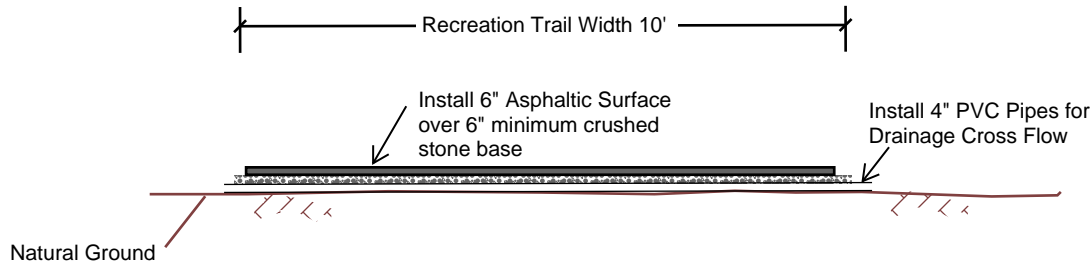 Recreation Trail Width 10'
Install 6" Asphaltic Surface
over 6" minimum crushed
stone base
Install 4" PVC Pipes for
Drainage Cross Flow
Natural Ground